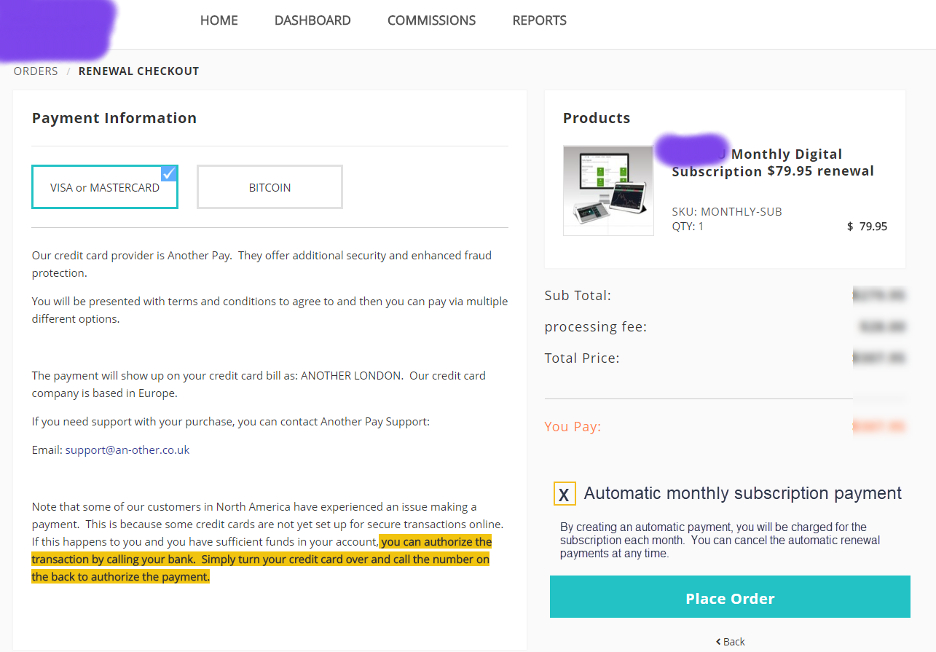 HOME DASHBOARD COMMISSIONS REPORTS
ORDERS / RENEWAL CHECKOUT
Payment Information
VISA or MASTERCARD
BITCOIN
Our credit card provider is Another Pay. They offer additional security and enhanced fraud
protection.
You will be presented with terms and conditions to agree to and then you can pay via multiple
different options.
The payment will show up on your credit card bill as: ANOTHER LONDON. Our credit card
company is based in Europe.
If you need support with your purchase, you can contact Another Pay Support:
Email: support@an-other.co.uk
Note that some of our customers in North America have experienced an issue making a
payment. This is because some credit cards are not yet set up for secure transactions online.
If this happens to you and you have sufficient funds in your account, you can authorize the
transaction by calling your bank. Simply turn your credit card over and call the number on
the back to authorize the payment.
Products
Monthly Digital
Subscription $79.95 renewal
SKU: MONTHLY-SUB
QTY: 1
$ 79.95
Sub Total:
processing fee:
Total Price:
You Pay:
X Automatic monthly subscription payment
By creating an automatic payment, you will be charged for the
subscription each month. You can cancel the automatic renewal
payments at any time.
Place Order
Back